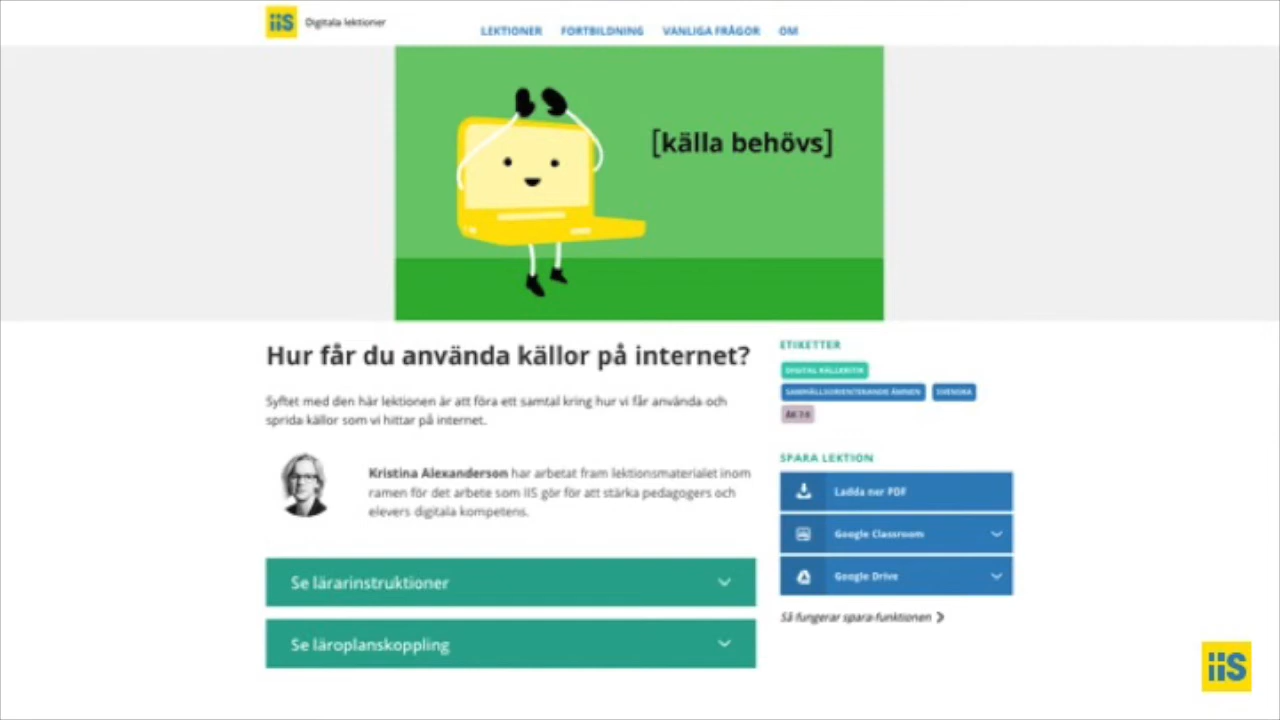 iis Digitala lektioner
LEKTIONER FORTBILDNING VANLIGA FRÅGOR OM
[källa behövs]
Hur får du använda källor på internet?
Syftet med den här lektionen är att föra ett samtal kring hur vi får använda och
sprida källor som vi hittar på internet.
Kristina Alexanderson har arbetat fram lektionsmaterialet inom
ramen för det arbete som IIS gör för att stärka pedagogers och
elevers digitala kompetens.
Se lärarinstruktioner
Se läroplanskoppling
ETIKETTER
DIGITAL KÄLLKRITIK
SAMHÄLLSORIENTERANDE ÄMNEN SVENSKA
ÅK 7-9
SPARA LEKTION
Ladda ner PDF
Google Classroom
Google Drive
Så fungerar spara-funktionen
iis